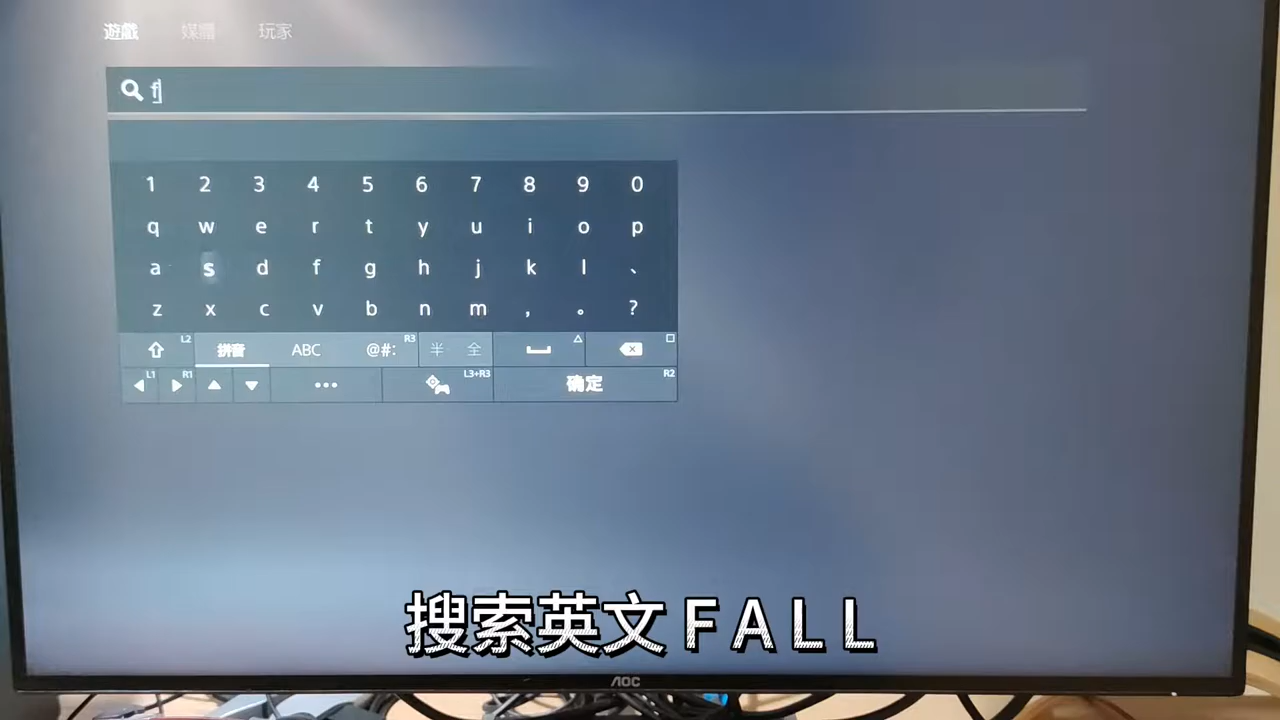 遊戲 媒體 玩家
f
1 2 3 4 5 6 7 8 9 0
q w e r t y u i o p
a s d f g h j k l 、
z x c v b n m , 。 ?
L2 拼音 ABC @#: R3 半 全 △ □
L1 R1 ••• L3+R3 确定 R2
搜索英文FALL
AOC